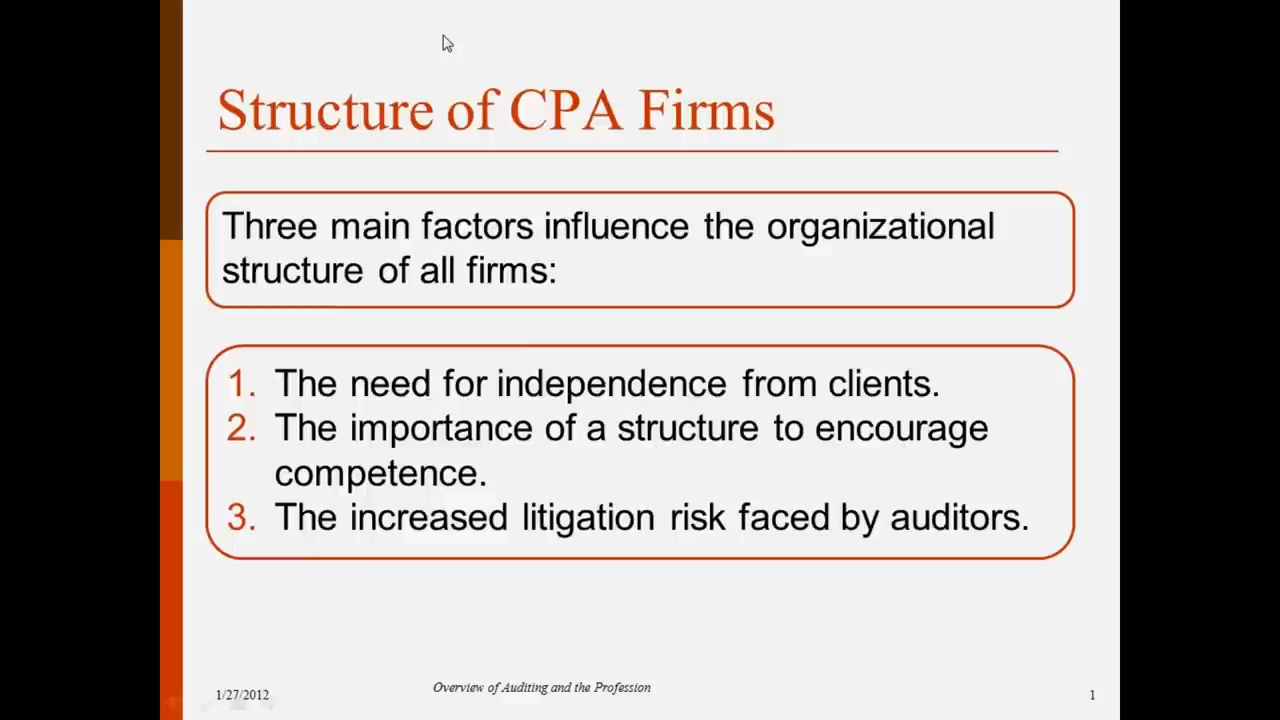 Structure of CPA Firms
Three main factors influence the organizational
structure of all firms:
1. The need for independence from clients.
2. The importance of a structure to encourage
competence.
3. The increased litigation risk faced by auditors.
1/27/2012
Overview of Auditing and the Profession
1